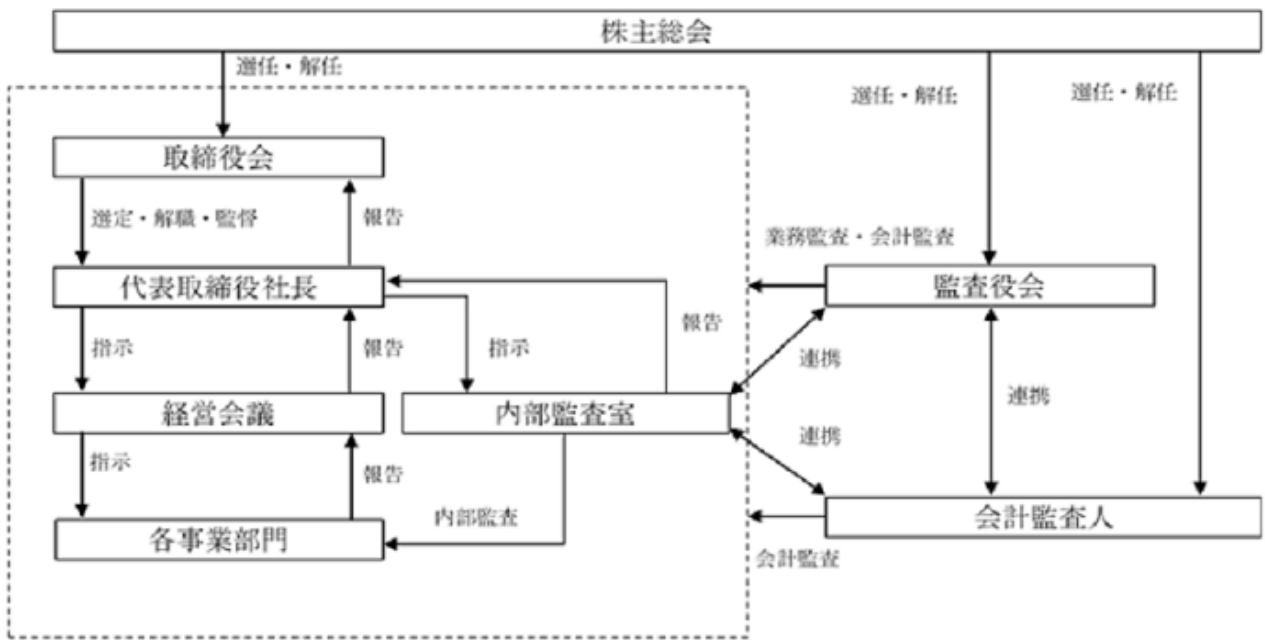 株主総会
選任・解任
選任・解任
選任・解任
取締役会
選定・解職・監督
報告
業務監査・会計監査
代表取締役社長
監査役会
報告
指示
報告
指示
連携
経営会議
内部監査室
連携
連携
指示
報告
内部監査
会計監査人
各事業部門
会計監査